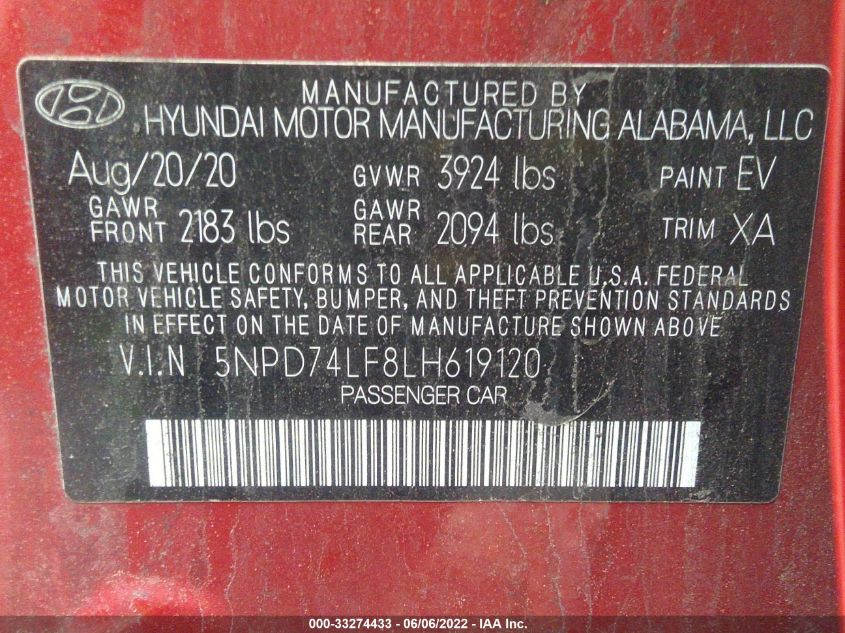 MANUFACTURED BY
HYUNDAI MOTOR MANUFACTURING ALABAMA, LLC
Aug/20/20 GVWR 3924 lbs PAINT EV
GAWR FRONT 2183 lbs GAWR REAR 2094 lbs TRIM XA
THIS VEHICLE CONFORMS TO ALL APPLICABLE U.S.A. FEDERAL
MOTOR VEHICLE SAFETY, BUMPER, AND THEFT PREVENTION STANDARDS
IN EFFECT ON THE DATE OF MANUFACTURE SHOWN ABOVE
V.I.N 5NPD74LF8LH619120
PASSENGER CAR
000-33274433 - 06/06/2022 - IAA Inc.